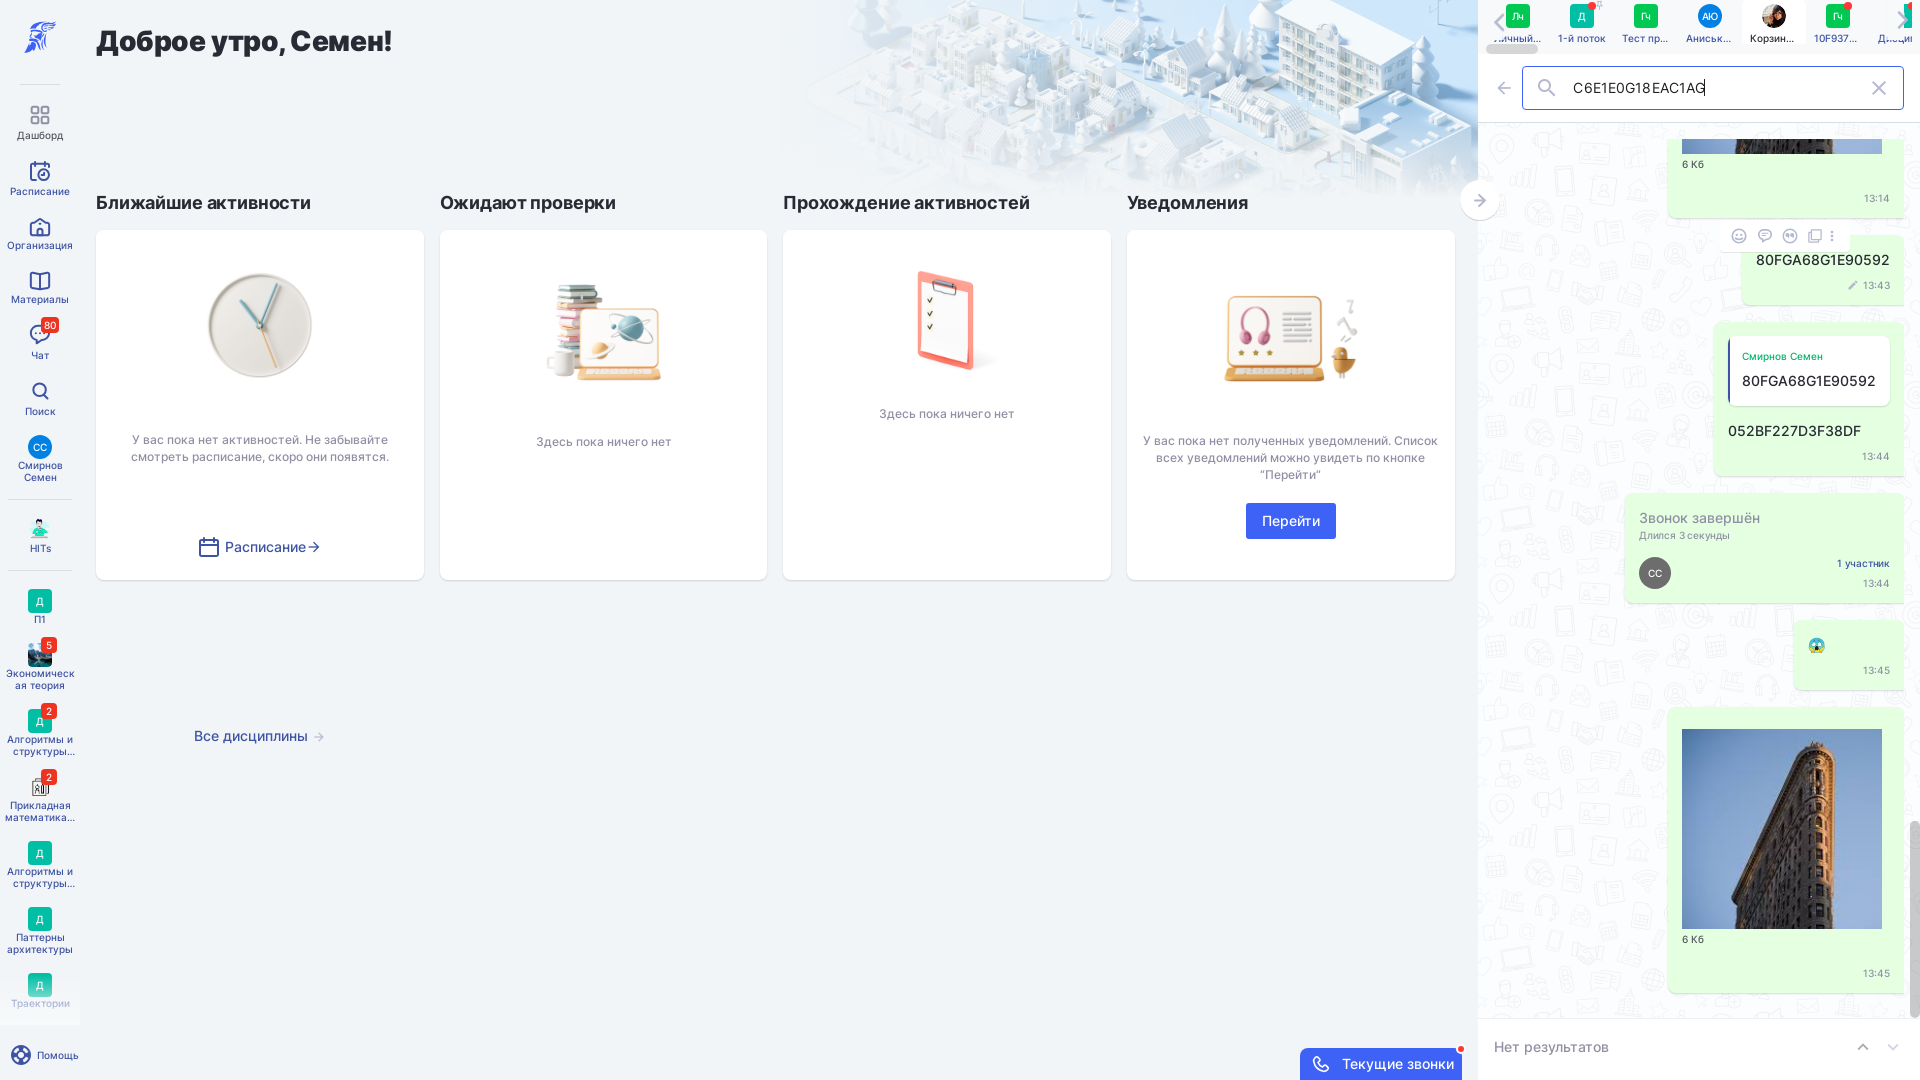 Дашборд
Расписание
Организация
Материалы
80
Чат
Поиск
СС
Смирнов
Семен
HITs
Д
П1
5
Экономическ
ая теория
2
Д
Алгоритмы и
структуры...
2
Прикладная
математика...
Д
Алгоритмы и
структуры...
Д
Паттерны
архитектуры
Д
Траектории
Помощь
Доброе утро, Семен!
Ближайшие активности
У вас пока нет активностей. Не забывайте
смотреть расписание, скоро они появятся.
Расписание
Ожидают проверки
Здесь пока ничего нет
Прохождение активностей
Здесь пока ничего нет
Уведомления
У вас пока нет полученных уведомлений. Список
всех уведомлений можно увидеть по кнопке
“Перейти”
Перейти
Все дисциплины
Текущие звонки
Лч
Личный...
Д
1-й поток
Гч
Тест пр...
АЮ
Аниськ...
Корзин...
Гч
10F937...
C6E1E0G18EAC1AG
6 Кб
13:14
80FGA68G1E90592
13:43
Смирнов Семен
80FGA68G1E90592
052BF227D3F38DF
13:44
Звонок завершён
Длился 3 секунды
СС
1 участник
13:44
13:45
6 Кб
13:45
Нет результатов